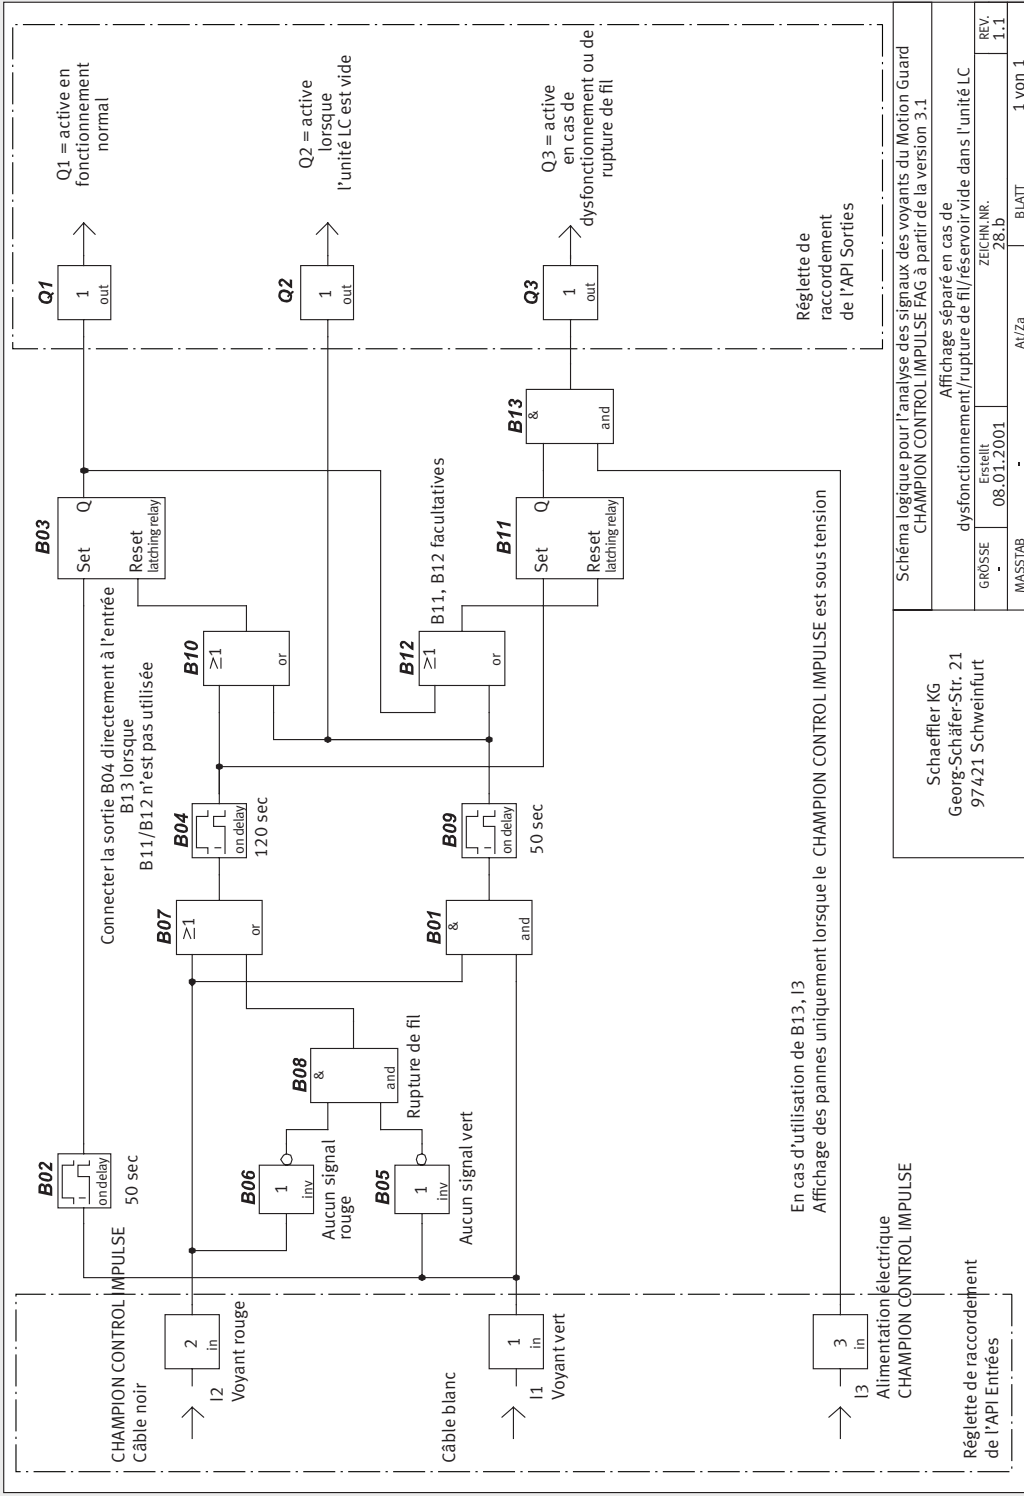 CHAMPION CONTROL IMPULSE
Câble noir
2
in
I2
Voyant rouge
Câble blanc
1
in
I1
Voyant vert
3
in
I3
Alimentation électrique
CHAMPION CONTROL IMPULSE
Réglette de raccordement
de l'API Entrées
B02
on delay
50 sec
B06
1
inv
Aucun signal
rouge
B05
1
inv
Aucun signal vert
B08
&
and
Rupture de fil
B07
≥1
or
B01
&
and
B04
on delay
120 sec
B09
on delay
50 sec
Connecter la sortie B04 directement à l'entrée
B13 lorsque
B11/B12 n'est pas utilisée
B10
≥1
or
B12
≥1
or
B11, B12 facultatives
B03
Set
Q
Reset
latching relay
B11
Set
Q
Reset
latching relay
B13
&
and
En cas d'utilisation de B13, I3
Affichage des pannes uniquement lorsque le CHAMPION CONTROL IMPULSE est sous tension
Q1
1
out
Q1 = active en
fonctionnement
normal
Q2
1
out
Q2 = active
lorsque
l'unité LC est vide
Q3
1
out
Q3 = active
en cas de
dysfonctionnement ou de
rupture de fil
Réglette de
raccordement
de l'API Sorties
Schaeffler KG
Georg-Schäfer-Str. 21
97421 Schweinfurt
Schéma logique pour l'analyse des signaux des voyants du Motion Guard
CHAMPION CONTROL IMPULSE FAG à partir de la version 3.1
Affichage séparé en cas de
dysfonctionnement/rupture de fil/réservoir vide dans l'unité LC
GRÖSSE
-
Erstellt
08.01.2001
ZEICHN.NR.
28.b
REV.
1.1
MASSTAB
-
At/Za
BLATT
1 von 1